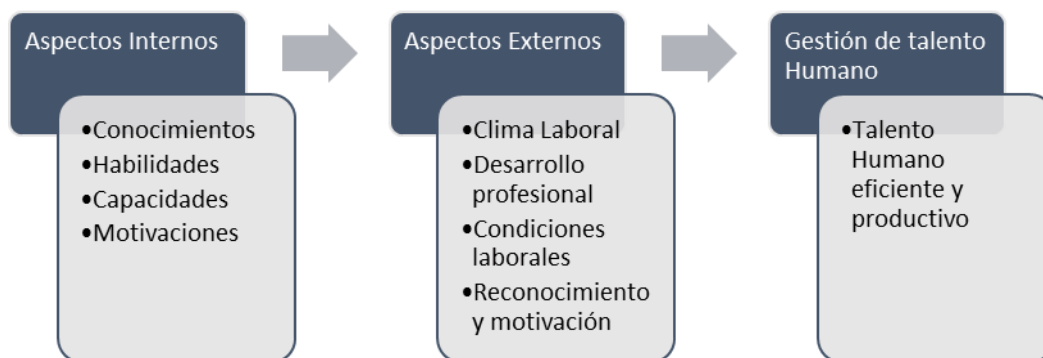 Aspectos Internos
•Conocimientos
•Habilidades
•Capacidades
•Motivaciones
Aspectos Externos
•Clima Laboral
•Desarrollo
profesional
•Condiciones
laborales
•Reconocimiento
y motivación
Gestión de talento
Humano
•Talento
Humano
eficiente y
productivo